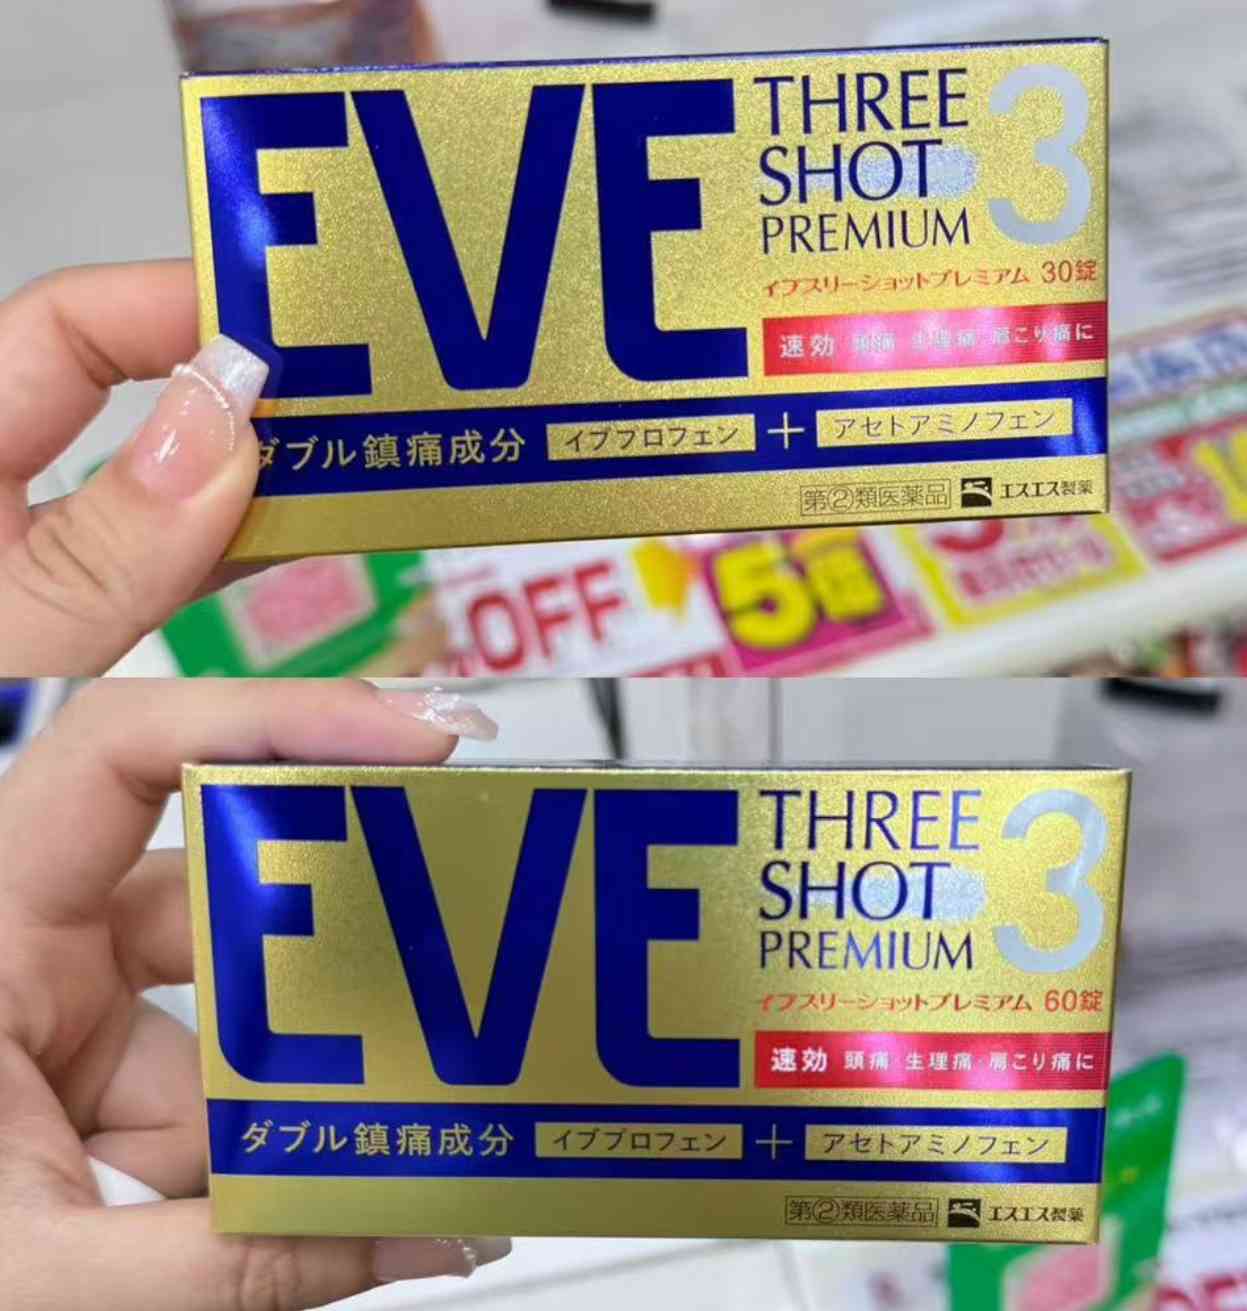 EVE
THREE
SHOT
PREMIUM
3
イブスリーショットプレミアム 30錠
速効 頭痛・生理痛・肩こり痛に
ダブル鎮痛成分 イブプロフェン + アセトアミノフェン
指②類医薬品 エスエス製薬
OFF
5倍
EVE
THREE
SHOT
PREMIUM
3
イブスリーショットプレミアム 60錠
速効 頭痛・生理痛・肩こり痛に
ダブル鎮痛成分 イブプロフェン + アセトアミノフェン
指②類医薬品 エスエス製薬